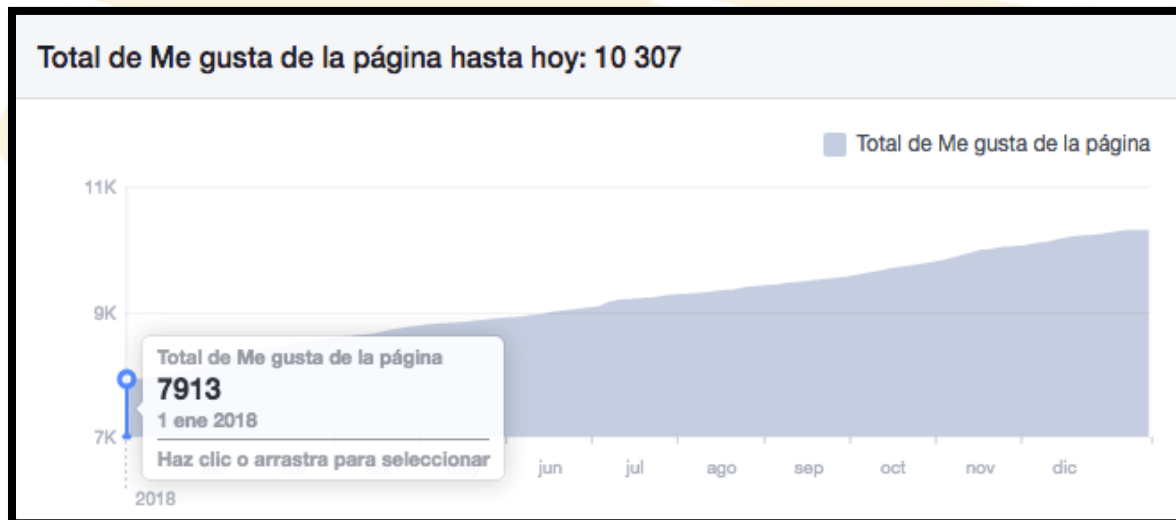 Total de Me gusta de la página hasta hoy: 10 307
Total de Me gusta de la página
11K
9K
7K
Total de Me gusta de la página
7913
1 ene 2018
Haz clic o arrastra para seleccionar
jun jul ago sep oct nov dic
2018